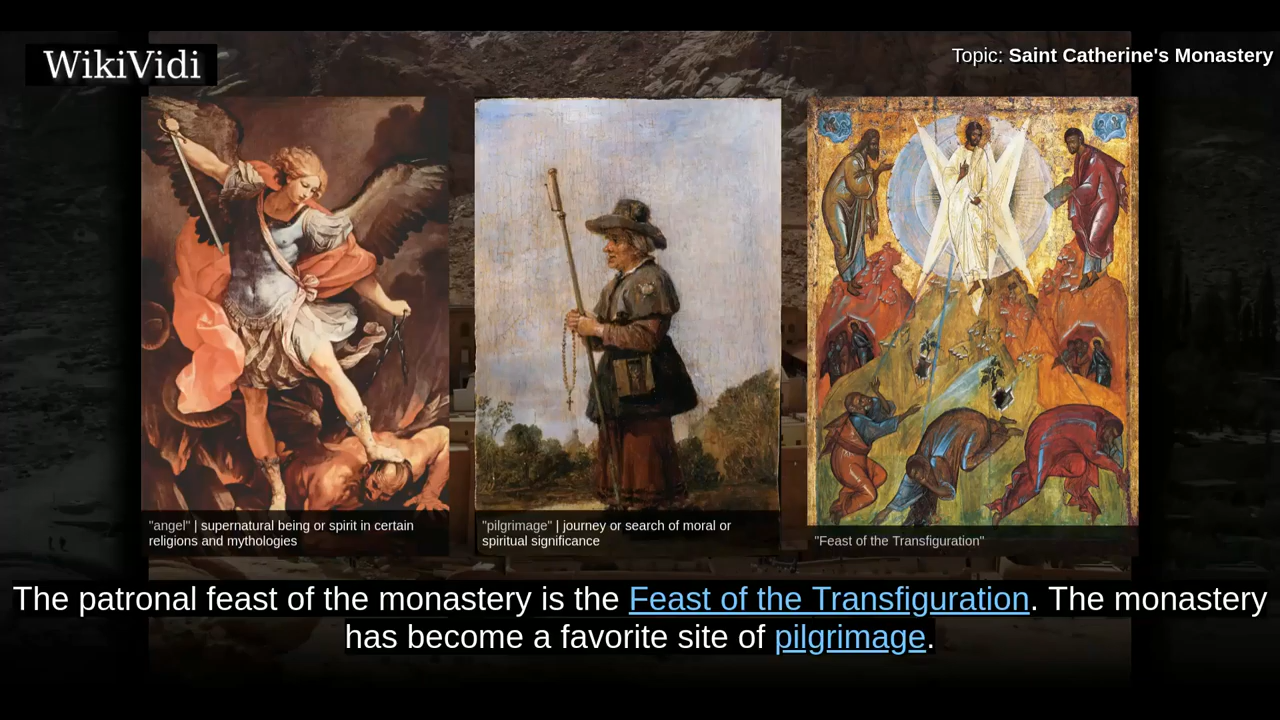 WikiVidi
Topic: Saint Catherine's Monastery
"angel" | supernatural being or spirit in certain
religions and mythologies
"pilgrimage" | journey or search of moral or
spiritual significance
"Feast of the Transfiguration"
The patronal feast of the monastery is the Feast of the Transfiguration. The monastery
has become a favorite site of pilgrimage.